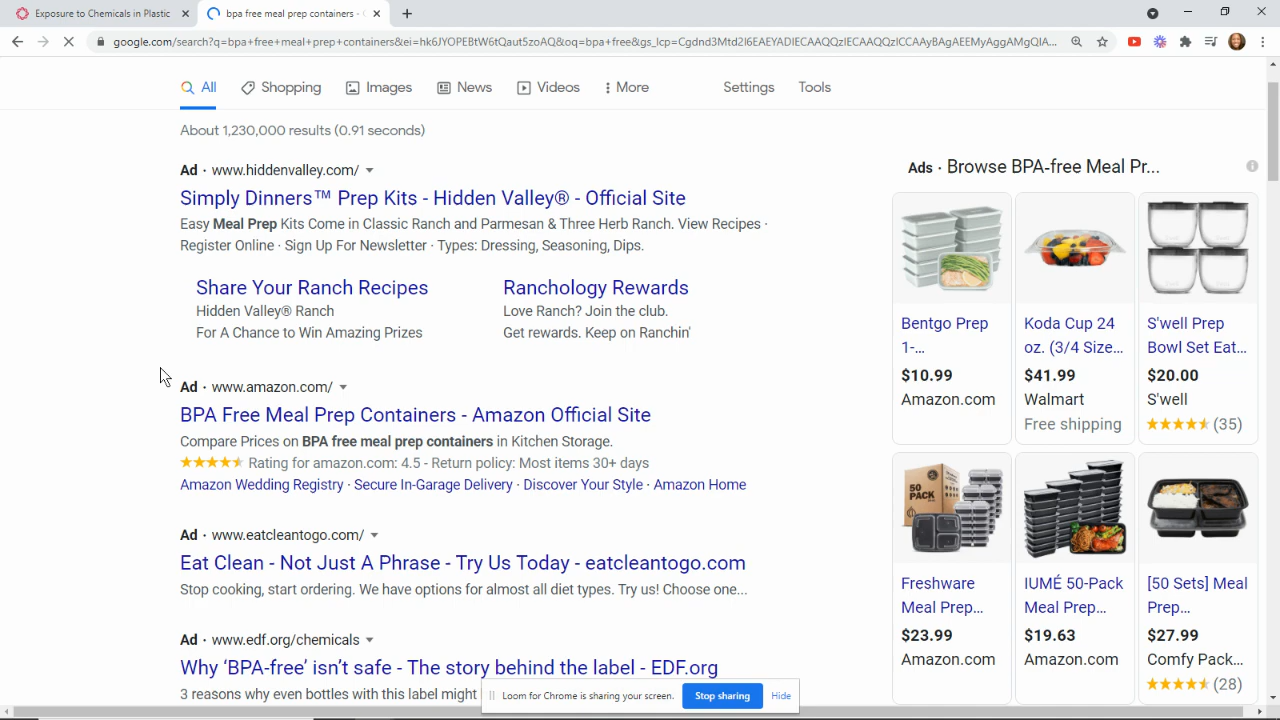 Exposure to Chemicals in Plastic
bpa free meal prep containers -
google.com/search?q=bpa+free+meal+prep+containers&ei=hk6JYOPEBtW6tQaut5zoAQ&oq=bpa+free&gs_lcp=Cgdnd3Mtd2l6EAEYADIECAAQQzIECAAQQzICCAAyBAgAEEMyAggAMgQIA...
All
Shopping
Images
News
Videos
More
Settings
Tools
About 1,230,000 results (0.91 seconds)
Ad · www.hiddenvalley.com/
Simply Dinners™ Prep Kits - Hidden Valley® - Official Site
Easy Meal Prep Kits Come in Classic Ranch and Parmesan & Three Herb Ranch. View Recipes ·
Register Online · Sign Up For Newsletter · Types: Dressing, Seasoning, Dips.
Share Your Ranch Recipes
Hidden Valley® Ranch
For A Chance to Win Amazing Prizes
Ranchology Rewards
Love Ranch? Join the club.
Get rewards. Keep on Ranchin'
Ad · www.amazon.com/
BPA Free Meal Prep Containers - Amazon Official Site
Compare Prices on BPA free meal prep containers in Kitchen Storage.
Rating for amazon.com: 4.5 - Return policy: Most items 30+ days
Amazon Wedding Registry · Secure In-Garage Delivery · Discover Your Style · Amazon Home
Ad · www.eatcleantogo.com/
Eat Clean - Not Just A Phrase - Try Us Today - eatcleantogo.com
Stop cooking, start ordering. We have options for almost all diet types. Try us! Choose one...
Ad · www.edf.org/chemicals
Why ‘BPA-free’ isn’t safe - The story behind the label - EDF.org
3 reasons why even bottles with this label might
Ads · Browse BPA-free Meal Pr...
Bentgo Prep
1-...
$10.99
Amazon.com
Koda Cup 24
oz. (3/4 Size...
$41.99
Walmart
Free shipping
S'well Prep
Bowl Set Eat...
$20.00
S'well
(35)
50
PACK
Freshware
Meal Prep...
$23.99
Amazon.com
IUMÉ 50-Pack
Meal Prep...
$19.63
Amazon.com
[50 Sets] Meal
Prep...
$27.99
Comfy Pack...
(28)
Loom for Chrome is sharing your screen.
Stop sharing
Hide